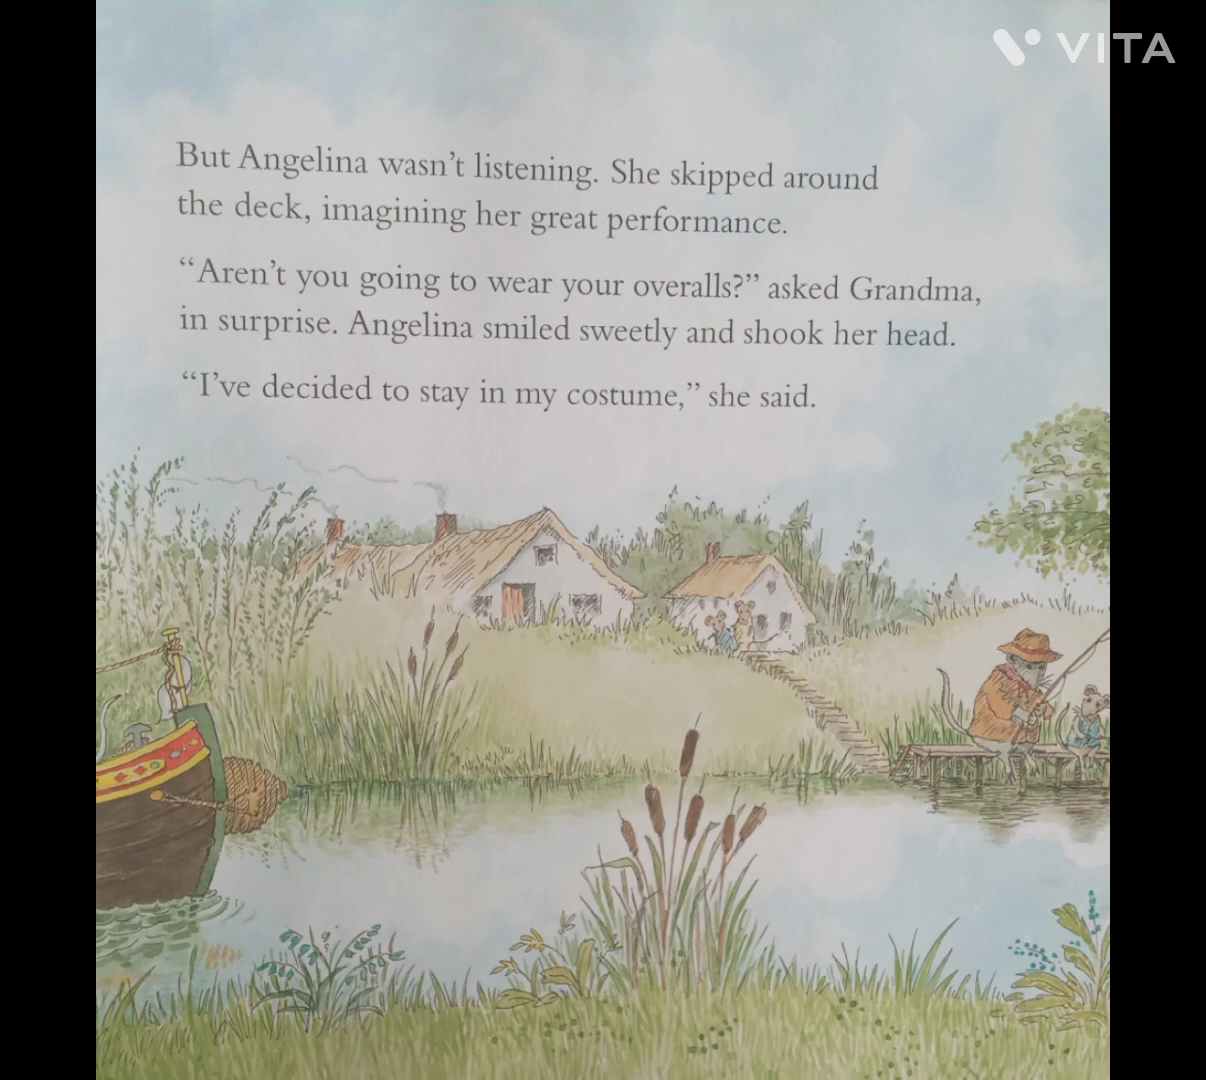 VITA
But Angelina wasn't listening. She skipped around
the deck, imagining her great performance.
“Aren't you going to wear your overalls?” asked Grandma,
in surprise. Angelina smiled sweetly and shook her head.
“I've decided to stay in my costume,” she said.